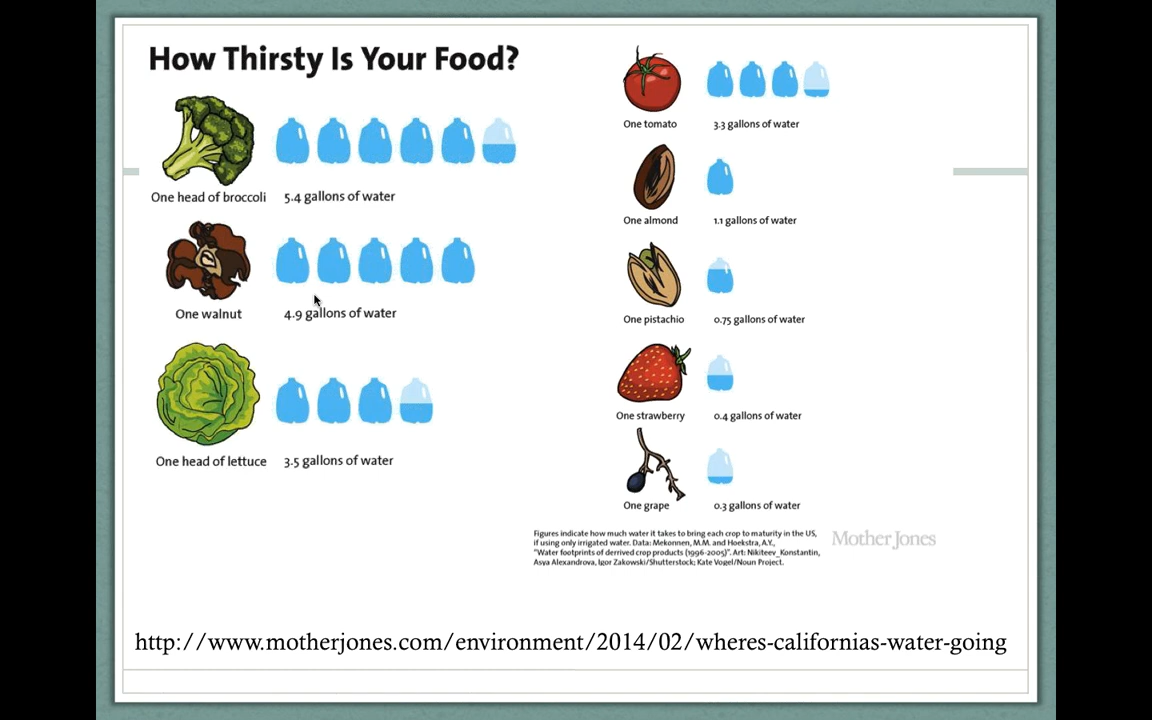 How Thirsty Is Your Food?
One head of broccoli
5.4 gallons of water
One walnut
4.9 gallons of water
One head of lettuce
3.5 gallons of water
One tomato
3.3 gallons of water
One almond
1.1 gallons of water
One pistachio
0.75 gallons of water
One strawberry
0.4 gallons of water
One grape
0.3 gallons of water
Figures indicate how much water it takes to bring each crop to maturity in the US,
if using only irrigated water. Data: Mekonnen, M.M. and Hoekstra, A.Y.,
"Water footprints of derrived crop products (1996-2005)". Art: Nikiteev_Konstantin,
Asya Alexandrova, Igor Zakowski/Shutterstock; Kate Vogel/Noun Project.
Mother Jones
http://www.motherjones.com/environment/2014/02/wheres-californias-water-going